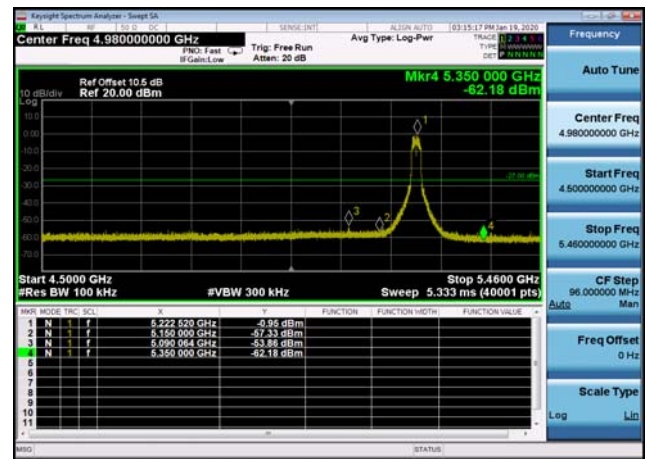 Keysight Spectrum Analyzer - Swept SA
RL RF 50 Ω DC SENSE:INT ALIGN AUTO 03:15:17 PM Jan 19, 2020
Center Freq 4.980000000 GHz
PNO: Fast
IFGain:Low
Trig: Free Run
Atten: 20 dB
Avg Type: Log-Pwr
TRACE 1 2 3 4 5 6
TYPE
DET P N N N N N
Ref Offset 10.5 dB
10 dB/div Ref 20.00 dBm
Log
Mkr4 5.350 000 GHz
-62.18 dBm
10.0
0.00
-10.0
-20.0
-30.0
-40.0
-50.0
-60.0
-70.0
-27.00 dBm
1
2
3
4
Start 4.5000 GHz Stop 5.4600 GHz
#Res BW 100 kHz #VBW 300 kHz Sweep 5.333 ms (40001 pts)
MKR MODE TRC SCL X Y FUNCTION FUNCTION WIDTH FUNCTION VALUE
1 N 1 f 5.222 520 GHz -0.95 dBm
2 N 1 f 5.150 000 GHz -57.33 dBm
3 N 1 f 5.090 064 GHz -53.86 dBm
4 N 1 f 5.350 000 GHz -62.18 dBm
5
6
7
8
9
10
11
MSG STATUS
Frequency
Auto Tune
Center Freq
4.980000000 GHz
Start Freq
4.500000000 GHz
Stop Freq
5.460000000 GHz
CF Step
96.000000 MHz
Auto Man
Freq Offset
0 Hz
Scale Type
Log Lin